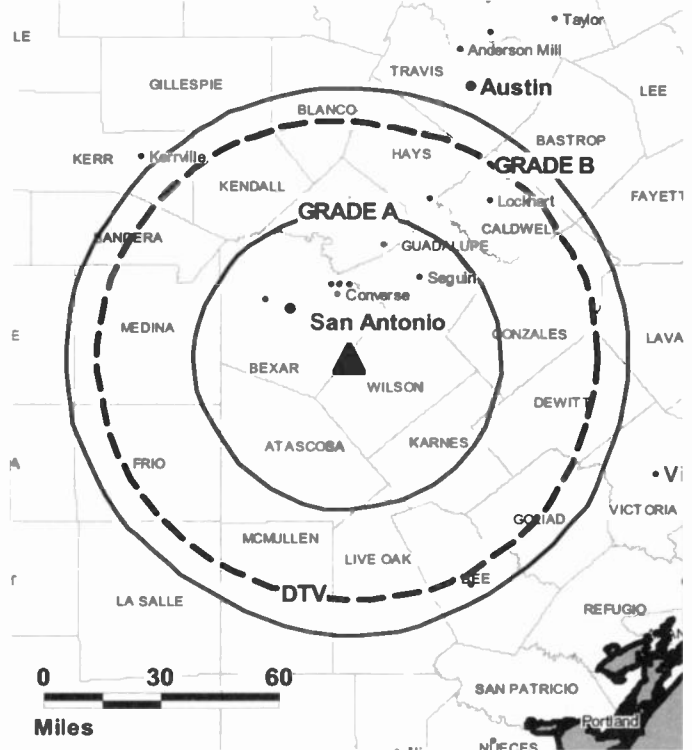 Taylor
LE
Anderson Mill
TRAVIS
GILLESPIE
Austin
LEE
BLANCO
BASTROP
HAYS
KERR
Kerrville
GRADE B
KENDALL
FAYETT
Lockhart
GRADE A
CALDWEL
BANDERA
GUADALUPE
Seguin
Converse
San Antonio
MEDINA
GONZALES
E
LAVA
BEXAR
WILSON
DEWITT
ATASCOSA
KARNES
A
FRIO
Vi
VICTORIA
GOLIAD
MCMULLEN
LIVE OAK
BEE
DTV
LA SALLE
REFUGIO
0 30 60
SAN PATRICIO
Miles
Portland
NUECES